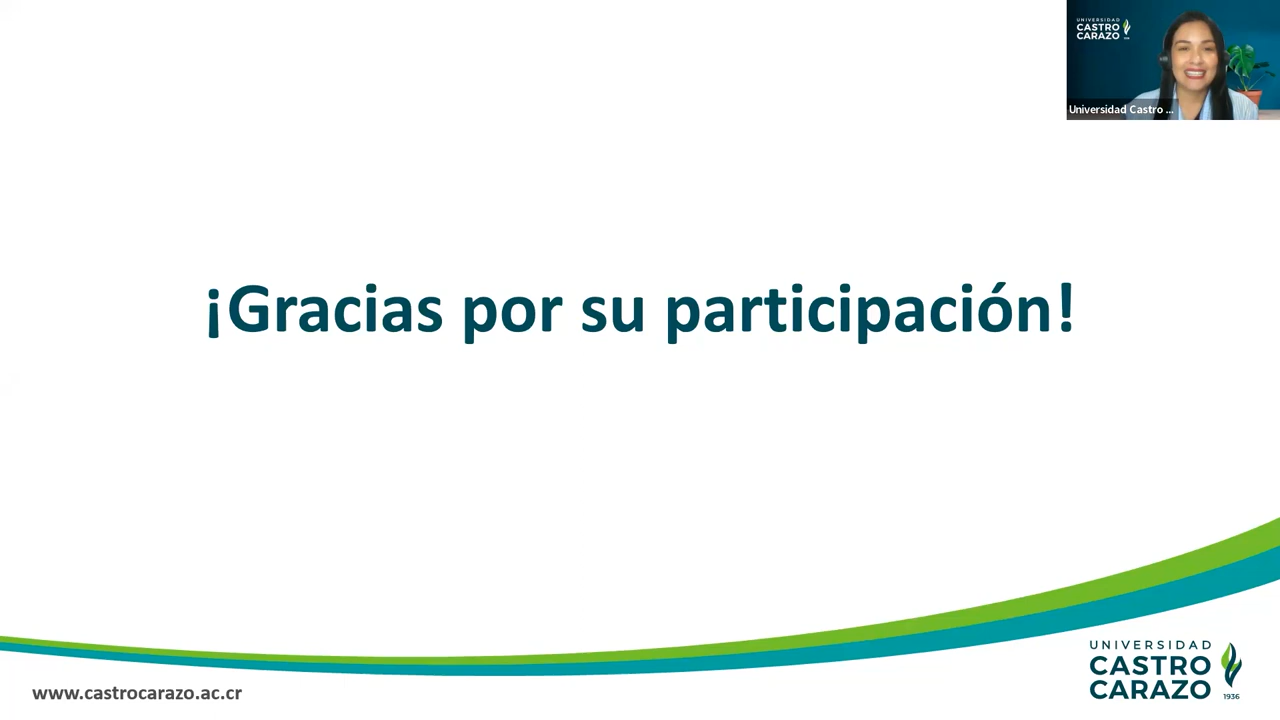 UNIVERSIDAD
CASTRO
CARAZO
Universidad Castro ...
¡Gracias por su participación!
www.castrocarazo.ac.cr
UNIVERSIDAD
CASTRO
CARAZO
1936